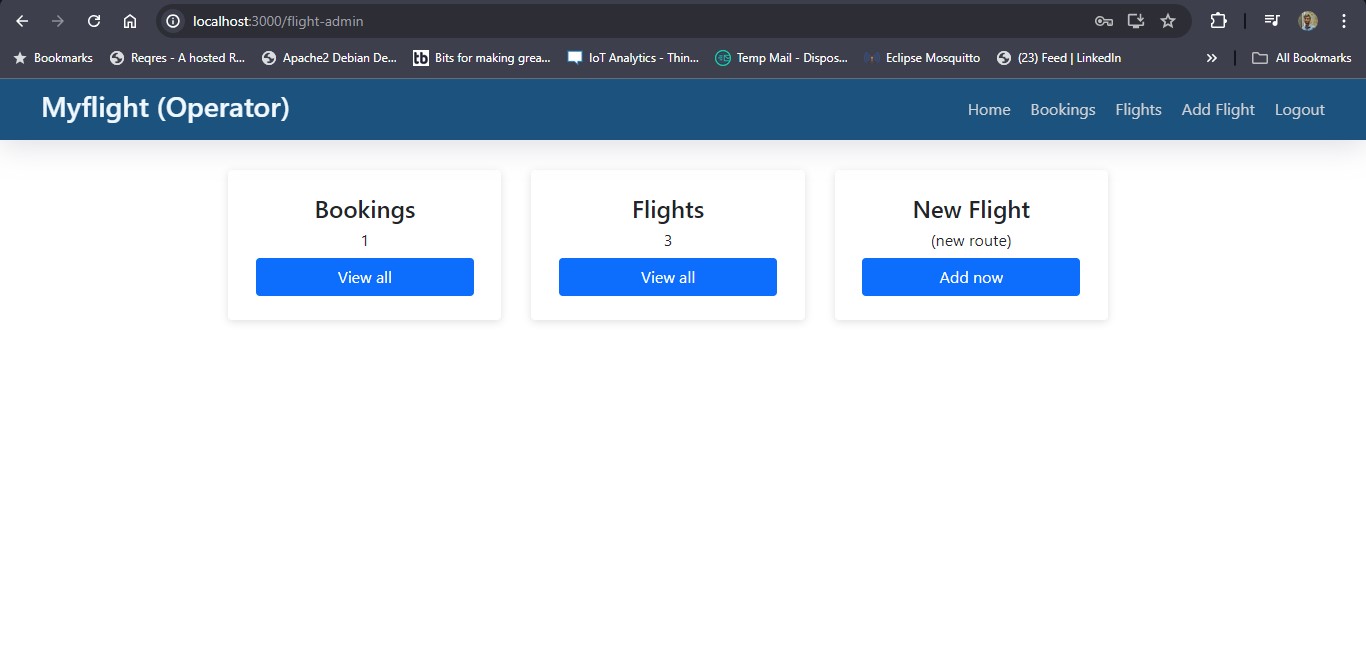 localhost:3000/flight-admin
Bookmarks
Reqres - A hosted R...
Apache2 Debian De...
tb
Bits for making grea...
IoT Analytics - Thin...
Temp Mail - Dispos...
Eclipse Mosquitto
(23) Feed | LinkedIn
»
All Bookmarks
Myflight (Operator)
Home
Bookings
Flights
Add Flight
Logout
Bookings
1
View all
Flights
3
View all
New Flight
(new route)
Add now